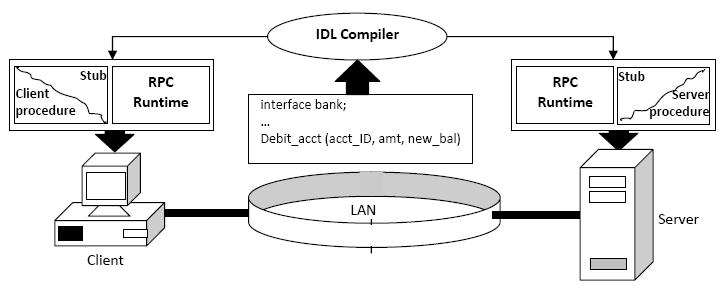 IDL Compiler
Stub
Client
procedure
RPC
Runtime
interface bank;
...
Debit_acct (acct_ID, amt, new_bal)
RPC
Runtime
Stub
Server
procedure
LAN
Client
Server